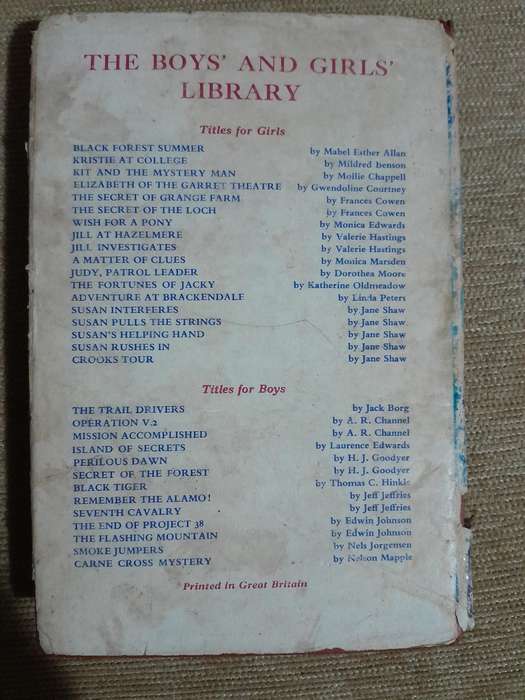 THE BOYS' AND GIRLS'
LIBRARY
Titles for Girls
BLACK FOREST SUMMER by Mabel Esther Allan
KRISTIE AT COLLEGE by Mildred Benson
KIT AND THE MYSTERY MAN by Mollie Chappell
ELIZABETH OF THE GARRET THEATRE by Gwendoline Courtney
THE SECRET OF GRANGE FARM by Frances Cowen
THE SECRET OF THE LOCH by Frances Cowen
WISH FOR A PONY by Monica Edwards
JILL AT HAZELMERE by Valerie Hastings
JILL INVESTIGATES by Valerie Hastings
A MATTER OF CLUES by Monica Marsden
JUDY, PATROL LEADER by Dorothea Moore
THE FORTUNES OF JACKY by Katherine Oldmeadow
ADVENTURE AT BRACKENDALE by Linda Peters
SUSAN INTERFERES by Jane Shaw
SUSAN PULLS THE STRINGS by Jane Shaw
SUSAN'S HELPING HAND by Jane Shaw
SUSAN RUSHES IN by Jane Shaw
CROOKS TOUR by Jane Shaw
Titles for Boys
THE TRAIL DRIVERS by Jack Borg
OPERATION V.2 by A. R. Channel
MISSION ACCOMPLISHED by A. R. Channel
ISLAND OF SECRETS by Laurence Edwards
PERILOUS DAWN by H. J. Goodyer
SECRET OF THE FOREST by H. J. Goodyer
BLACK TIGER by Thomas C. Hinkle
REMEMBER THE ALAMO! by Jeff Jeffries
SEVENTH CAVALRY by Jeff Jeffries
THE END OF PROJECT 38 by Edwin Johnson
THE FLASHING MOUNTAIN by Edwin Johnson
SMOKE JUMPERS by Nels Jorgensen
CARNE CROSS MYSTERY by Nelson Mapple
Printed in Great Britain